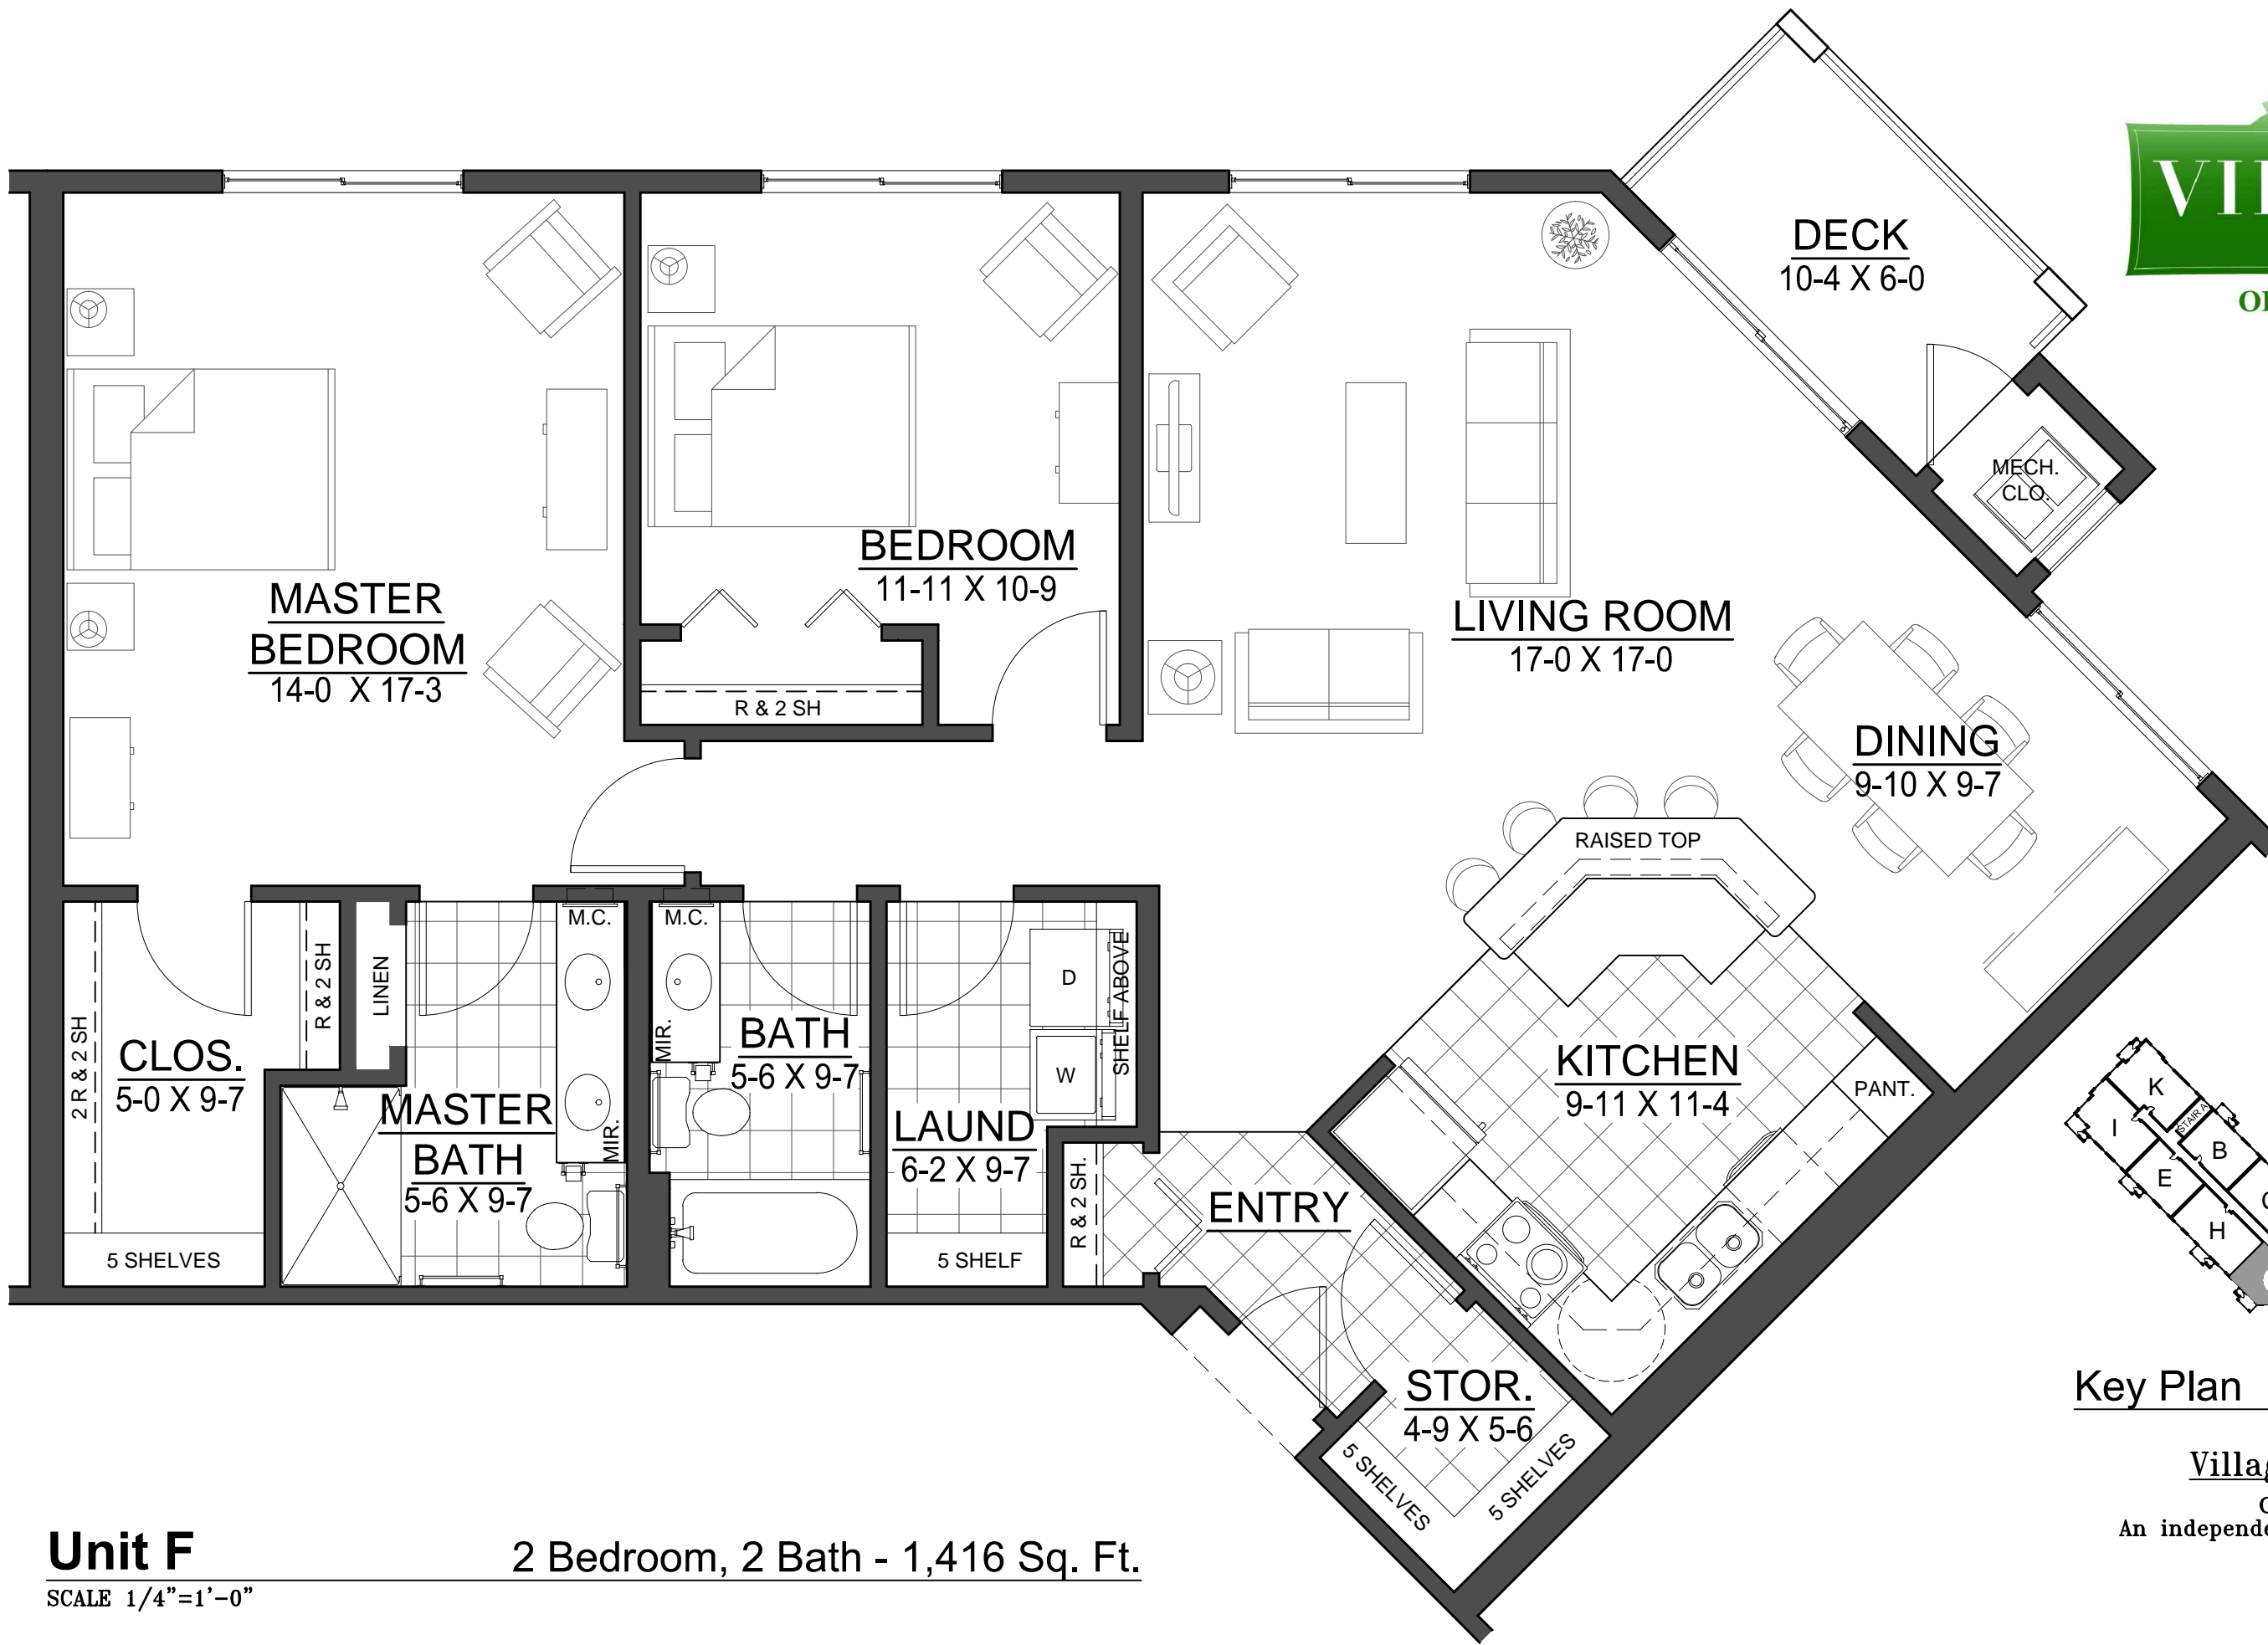 DECK
10-4 X 6-0
MECH.
CLO.
BEDROOM
11-11 X 10-9
MASTER
BEDROOM
14-0 X 17-3
LIVING ROOM
17-0 X 17-0
R & 2 SH
DINING
9-10 X 9-7
RAISED TOP
M.C.
M.C.
LINEN
R & 2 SH
2 R & 2 SH
CLOS.
5-0 X 9-7
5 SHELVES
MASTER
BATH
5-6 X 9-7
MIR.
MIR.
BATH
5-6 X 9-7
D
W
SHELF ABOVE
LAUND
6-2 X 9-7
5 SHELF
R & 2 SH.
ENTRY
KITCHEN
9-11 X 11-4
PANT.
STOR.
4-9 X 5-6
5 SHELVES
5 SHELVES
K
STAIR A
I
B
E
H
Key Plan
An
Unit F
2 Bedroom, 2 Bath - 1,416 Sq. Ft.
SCALE 1/4"=1'-0"